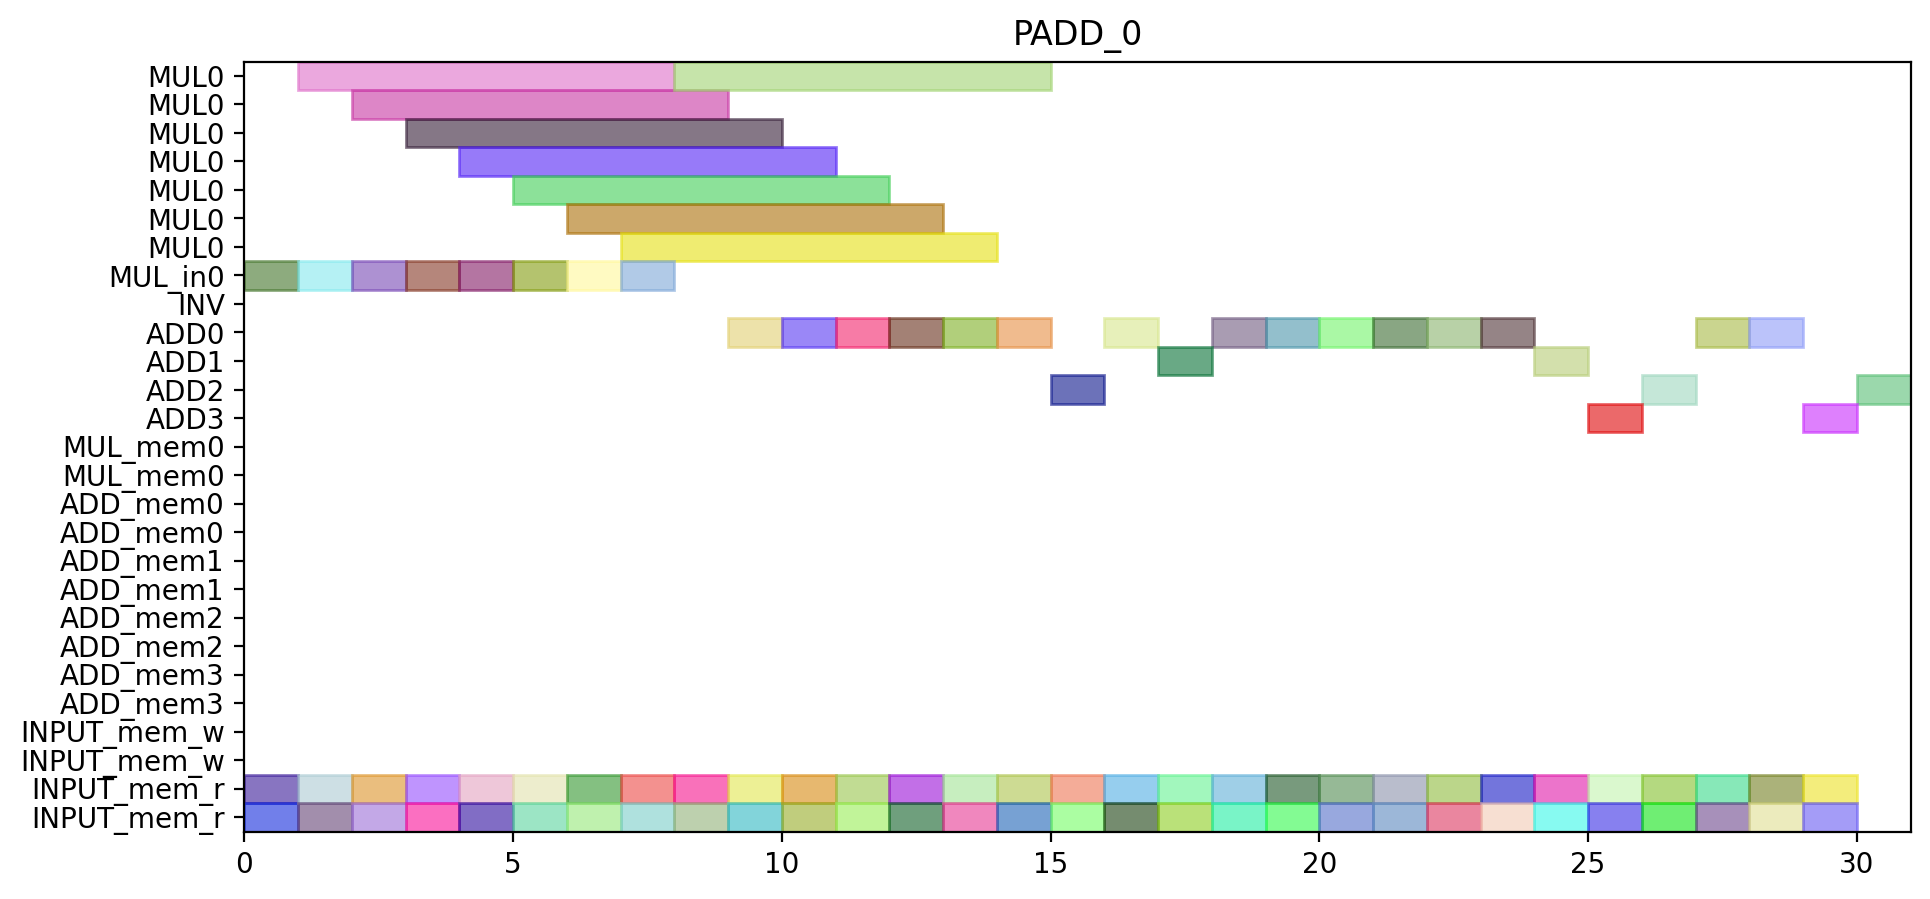 PADD_0
MUL0
MUL0
MUL0
MUL0
MUL0
MUL0
MUL0
MUL_in0
INV
ADD0
ADD1
ADD2
ADD3
MUL_mem0
MUL_mem0
ADD_mem0
ADD_mem0
ADD_mem1
ADD_mem1
ADD_mem2
ADD_mem2
ADD_mem3
ADD_mem3
INPUT_mem_w
INPUT_mem_w
INPUT_mem_r
INPUT_mem_r
0 5 10 15 20 25 30